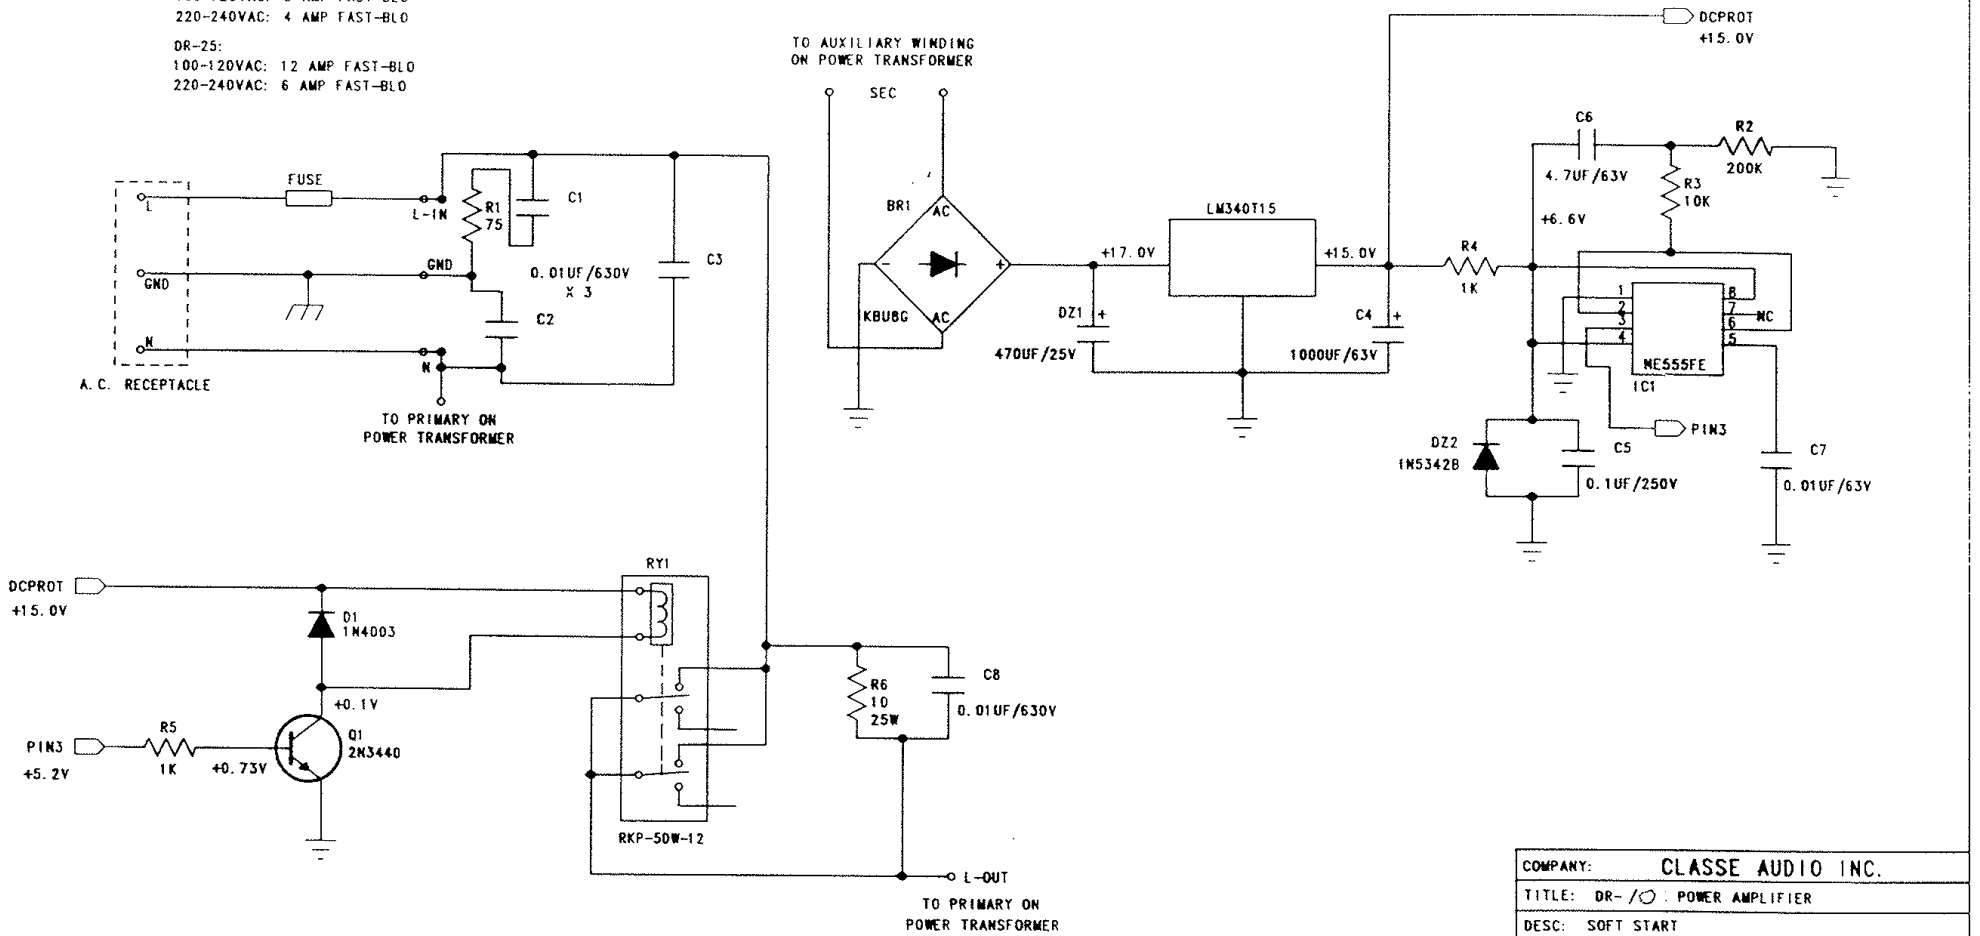 220-240VAC: 4 AMP FAST-BLO
DR-25:
100-120VAC: 12 AMP FAST-BLO
220-240VAC: 6 AMP FAST-BLO
TO AUXILIARY WINDING
ON POWER TRANSFORMER
SEC
DCPROT
+15.0V
FUSE
L
L-IN
R1
75
C1
GND
GND
0.01UF/630V
X 3
C2
C3
N
N
A.C. RECEPTACLE
TO PRIMARY ON
POWER TRANSFORMER
BR1
AC
-
+
AC
KBU8G
+17.0V
LM340T15
+15.0V
DZ1
+
470UF/25V
C4
+
1000UF/63V
R4
1K
C6
4.7UF/63V
R2
200K
R3
10K
+6.6V
1
2
3
4
8
7
6
5
NC
NE555FE
IC1
PIN3
DZ2
1N5342B
C5
0.1UF/250V
C7
0.01UF/63V
DCPROT
+15.0V
D1
1N4003
RY1
+0.1V
R5
1K
PIN3
+5.2V
+0.73V
Q1
2N3440
RKP-5DW-12
R6
10
25W
C8
0.01UF/630V
L-OUT
TO PRIMARY ON
POWER TRANSFORMER
COMPANY: CLASSE AUDIO INC.
TITLE: DR-10 : POWER AMPLIFIER
DESC: SOFT START